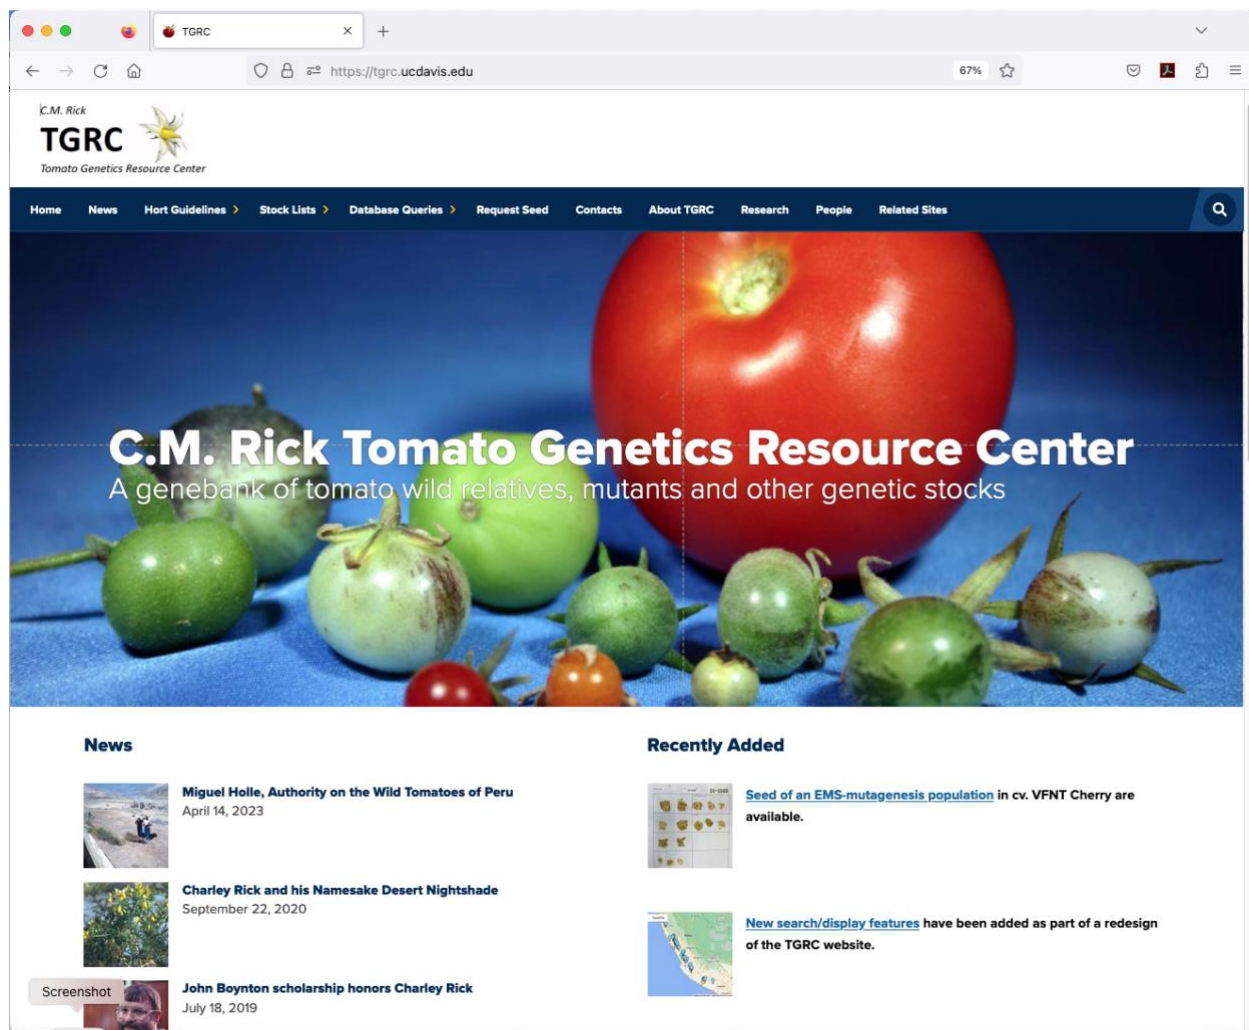 TGRC
https://tgrc.ucdavis.edu
67%
C.M. Rick
TGRC
Tomato Genetics Resource Center
Home News Hort Guidelines Stock Lists Database Queries Request Seed Contacts About TGRC Research People Related Sites
C.M. Rick Tomato Genetics Resource Center
A genebank of tomato wild relatives, mutants and other genetic stocks
News
Miguel Holle, Authority on the Wild Tomatoes of Peru
April 14, 2023
Charley Rick and his Namesake Desert Nightshade
September 22, 2020
John Boynton scholarship honors Charley Rick
July 18, 2019
Screenshot
Recently Added
Seed of an EMS-mutagenesis population in cv. VFNT Cherry are
available.
New search/display features have been added as part of a redesign
of the TGRC website.